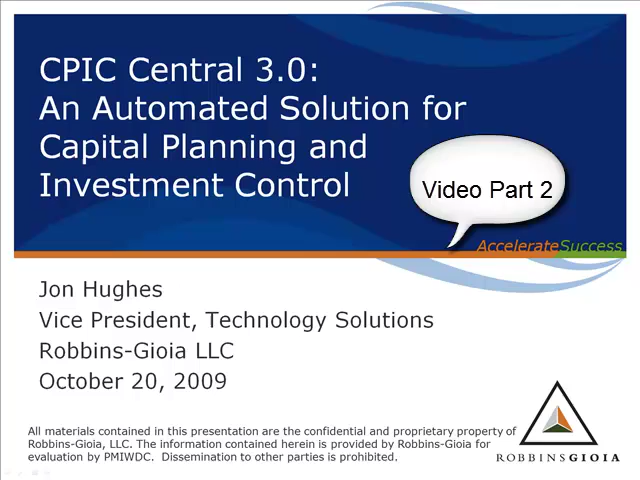 CPIC Central 3.0:
An Automated Solution for
Capital Planning and
Investment Control
Video Part 2
AccelerateSuccess
Jon Hughes
Vice President, Technology Solutions
Robbins-Gioia LLC
October 20, 2009
All materials contained in this presentation are the confidential and proprietary property of
Robbins-Gioia, LLC. The information contained herein is provided by Robbins-Gioia for
evaluation by PMIWDC. Dissemination to other parties is prohibited.
ROBBINSGIOIA